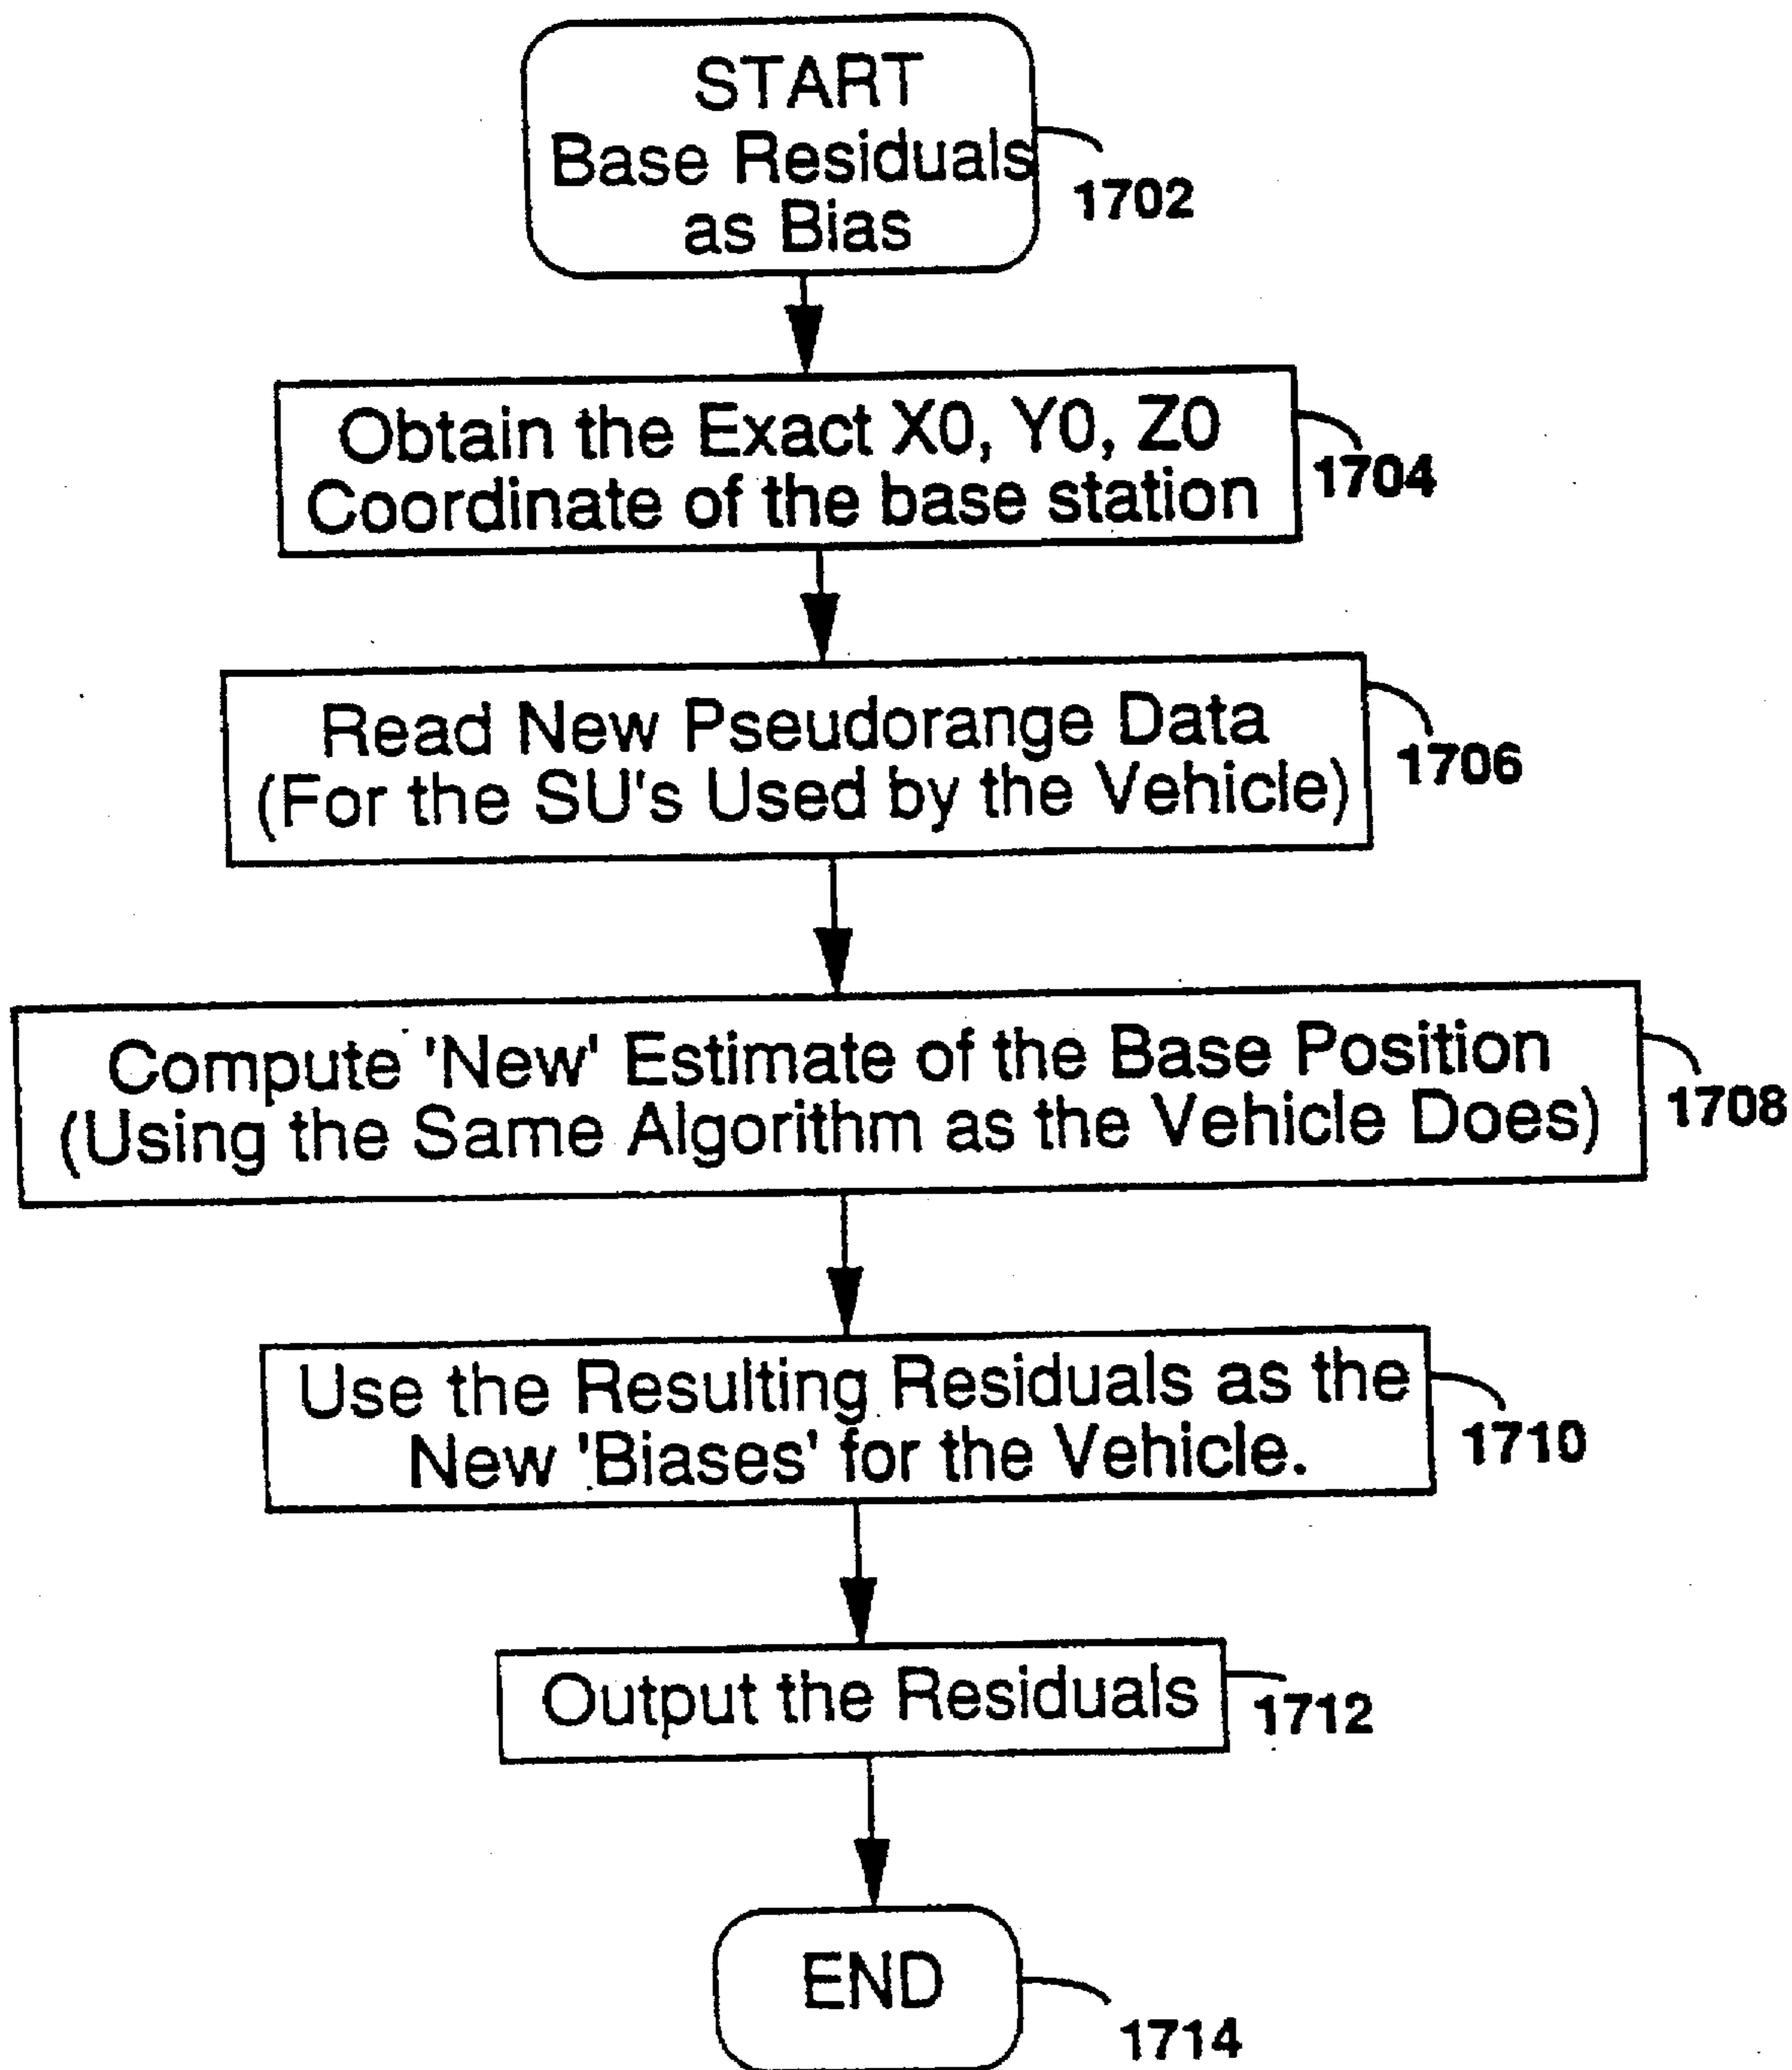 START
Base Residuals
as Bias
1702
Obtain the Exact X0, Y0, Z0
Coordinate of the base station
1704
Read New Pseudorange Data
(For the SU's Used by the Vehicle)
1706
Compute 'New' Estimate of the Base Position
(Using the Same Algorithm as the Vehicle Does)
1708
Use the Resulting Residuals as the
New 'Biases' for the Vehicle.
1710
Output the Residuals
1712
END
1714